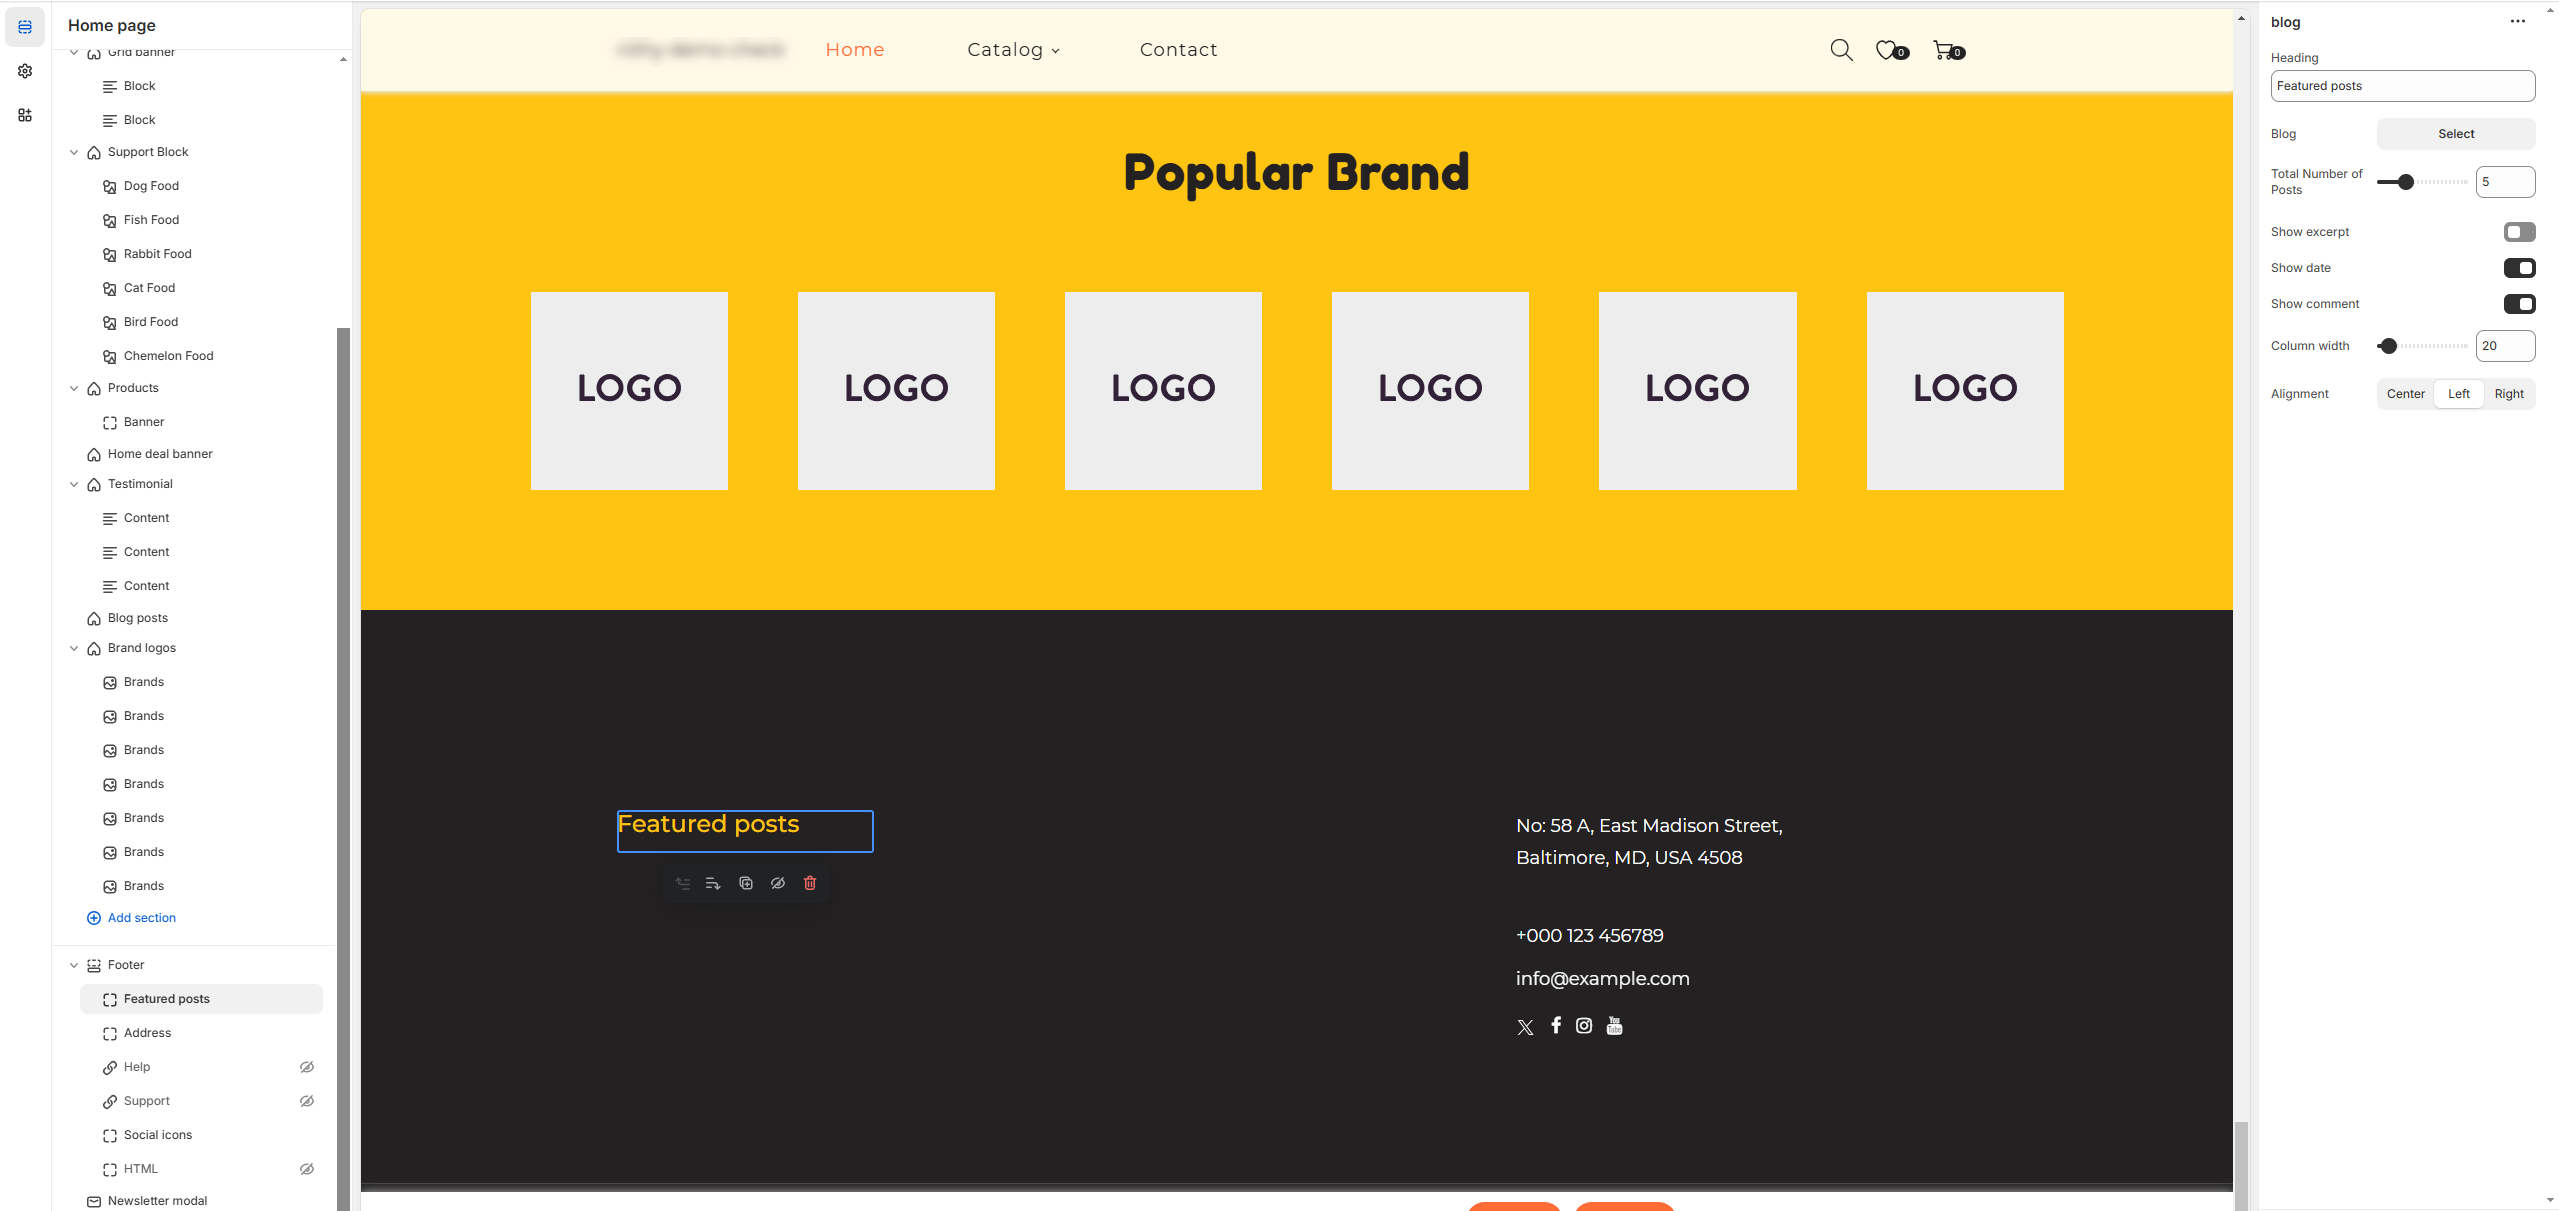 Home page
Grid banner
Block
Block
Support Block
Dog Food
Fish Food
Rabbit Food
Cat Food
Bird Food
Chemelon Food
Products
Banner
Home deal banner
Testimonial
Content
Content
Content
Blog posts
Brand logos
Brands
Brands
Brands
Brands
Brands
Brands
Brands
Add section
Footer
Featured posts
Address
Help
Support
Social icons
HTML
Newsletter modal
Home Catalog Contact
0 0
Popular Brand
LOGO LOGO LOGO LOGO LOGO LOGO
Featured posts
No: 58 A, East Madison Street,
Baltimore, MD, USA 4508
+000 123 456789
info@example.com
You
Tube
blog
Heading
Featured posts
Blog Select
Total Number of
Posts 5
Show excerpt
Show date
Show comment
Column width 20
Alignment Center Left Right